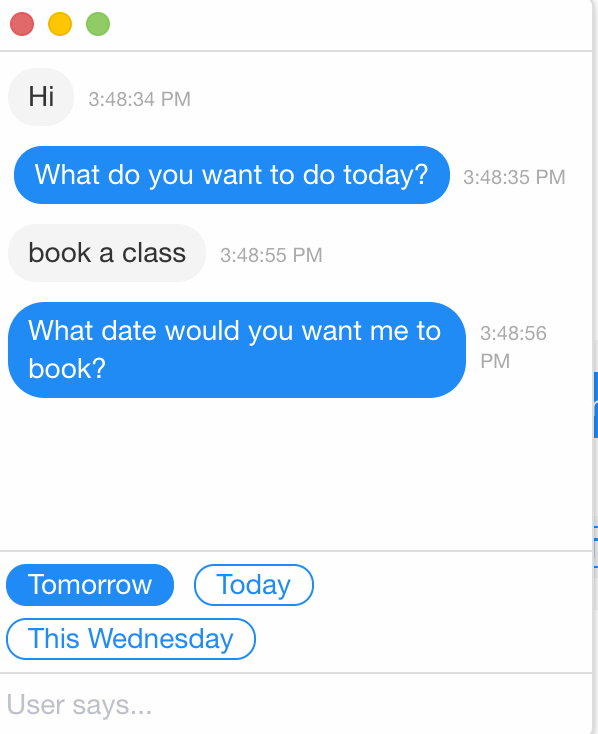 Hi
3:48:34 PM
What do you want to do today?
3:48:35 PM
book a class
3:48:55 PM
What date would you want me to
book?
3:48:56
PM
Tomorrow
Today
This Wednesday
User says...